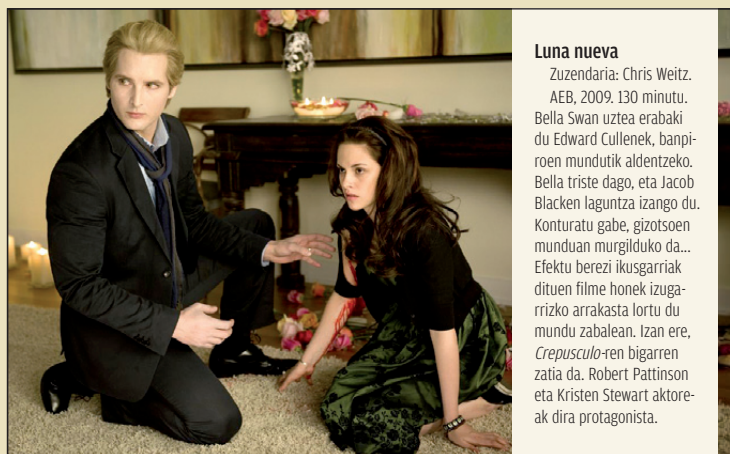 Luna nueva
Zuzendaria: Chris Weitz.
AEB, 2009. 130 minutu.
Bella Swan uztea erabaki
du Edward Cullenek, banpi-
roen mundutik aldentzeko.
Bella triste dago, eta Jacob
Blacken laguntza izango du.
Konturatu gabe, gizotsoen
munduan murgilduko da...
Efektu berezi ikusgarriak
dituen filme honek izuga-
rrizko arrakasta lortu du
mundu zabalean. Izan ere,
Crepusculo-ren bigarren
zatia da. Robert Pattinson
eta Kristen Stewart aktore-
ak dira protagonista.